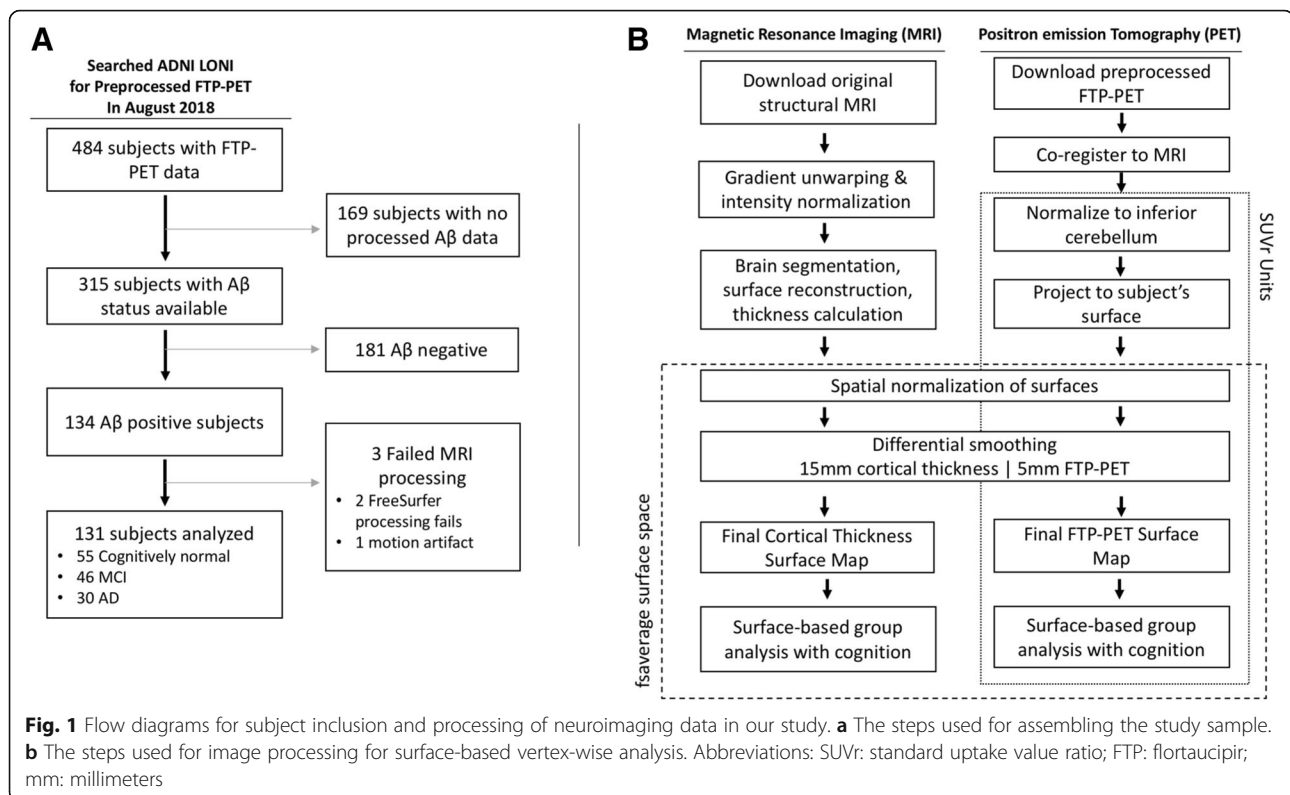 A
Searched ADNI LONI
for Preprocessed FTP-PET
In August 2018
484 subjects with FTP-
PET data
169 subjects with no
processed Aβ data
315 subjects with Aβ
status available
181 Aβ negative
134 Aβ positive subjects
3 Failed MRI
processing
• 2 FreeSurfer
processing fails
• 1 motion artifact
131 subjects analyzed
• 55 Cognitively normal
• 46 MCI
• 30 AD
B
Magnetic Resonance Imaging (MRI)
Positron emission Tomography (PET)
Download original
structural MRI
Download preprocessed
FTP-PET
Co-register to MRI
Gradient unwarping &
intensity normalization
Normalize to inferior
cerebellum
SUVr Units
Brain segmentation,
surface reconstruction,
thickness calculation
Project to subject's
surface
Spatial normalization of surfaces
Differential smoothing
15mm cortical thickness | 5mm FTP-PET
fsaverage surface space
Final Cortical Thickness
Surface Map
Final FTP-PET Surface
Map
Surface-based group
analysis with cognition
Surface-based group
analysis with cognition
Fig. 1 Flow diagrams for subject inclusion and processing of neuroimaging data in our study. a The steps used for assembling the study sample.
b The steps used for image processing for surface-based vertex-wise analysis. Abbreviations: SUVr: standard uptake value ratio; FTP: flortaucipir;
mm: millimeters